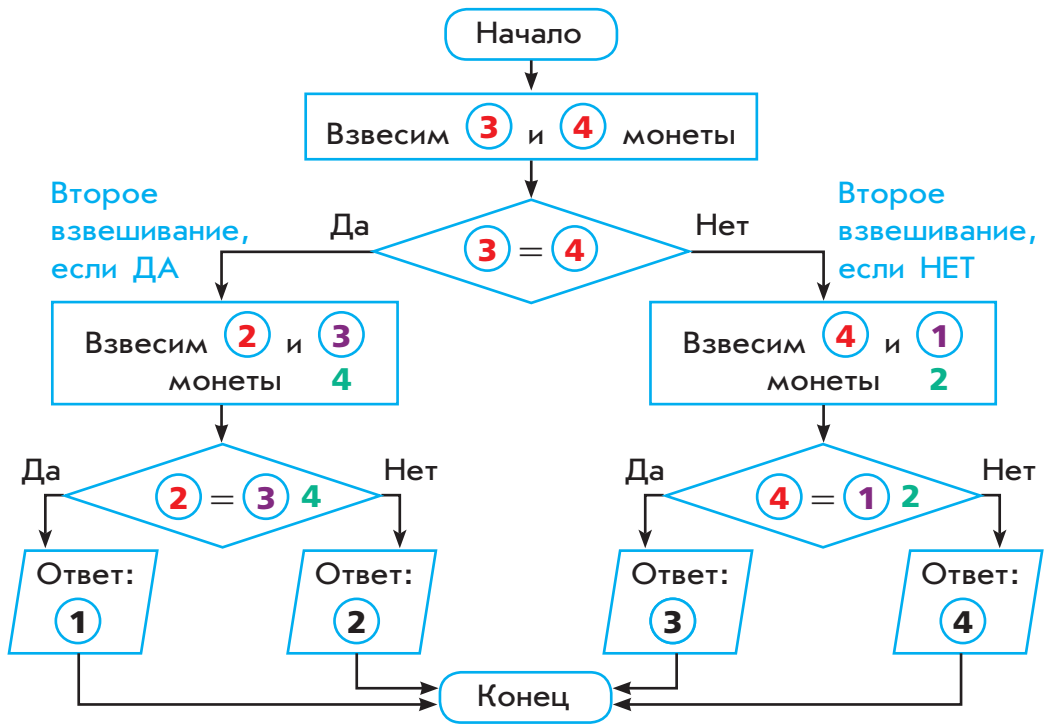 Начало
Взвесим 3 и 4 монеты
Второе
взвешивание,
если ДА
Да
3 = 4
Нет
Второе
взвешивание,
если НЕТ
Взвесим 2 и 3
монеты 4
Взвесим 4 и 1
монеты 2
Да
2 = 3 4
Нет
Да
4 = 1 2
Нет
Ответ:
1
Ответ:
2
Ответ:
3
Ответ:
4
Конец